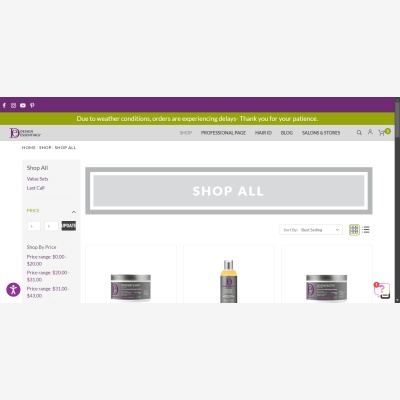 Due to weather conditions, orders are experiencing delays- Thank you for your patience.
DESIGN
ESSENTIALS
SHOP PROFESSIONAL PAGE HAIR ID BLOG SALONS & STORES
HOME SHOP SHOP ALL
Shop All
Value Sets
Last Call
PRICE
UPDATE
Shop By Price
Price range: $0.00 -
$20.00
Price range: $20.00 -
$31.00
Price range: $31.00 -
$43.00
SHOP ALL
Sort By: Best Selling